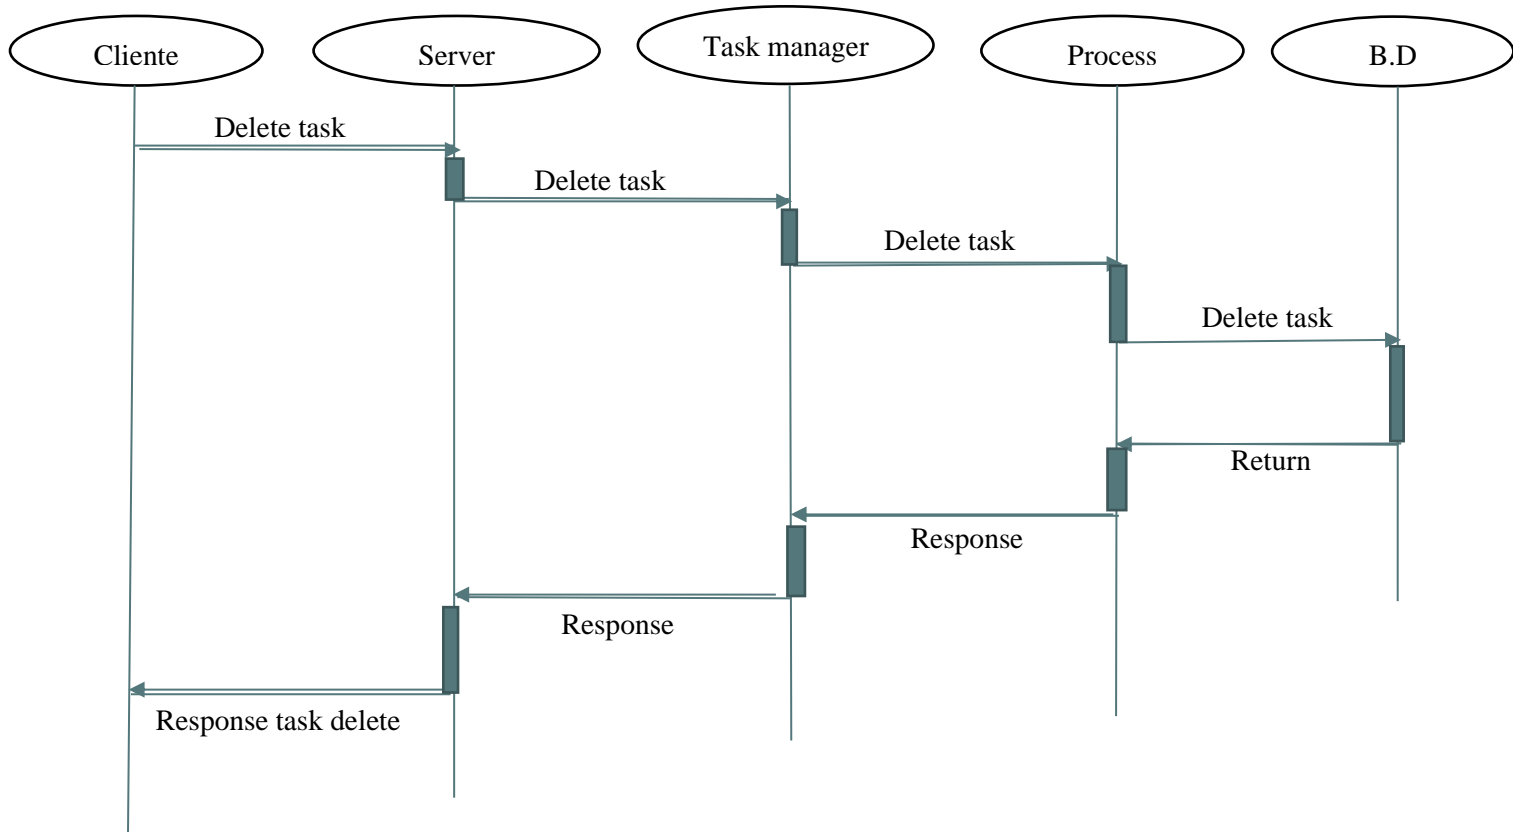 Cliente
Server
Task manager
Process
B.D
Delete task
Delete task
Delete task
Delete task
Return
Response
Response
Response task delete